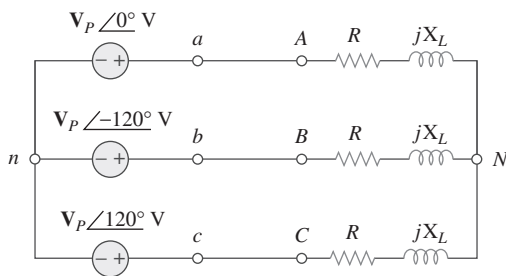 V_P ∠0° V
a A R jX_L
V_P ∠−120° V
n b B R jX_L N
V_P ∠120° V
c C R jX_L
− +
− +
− +